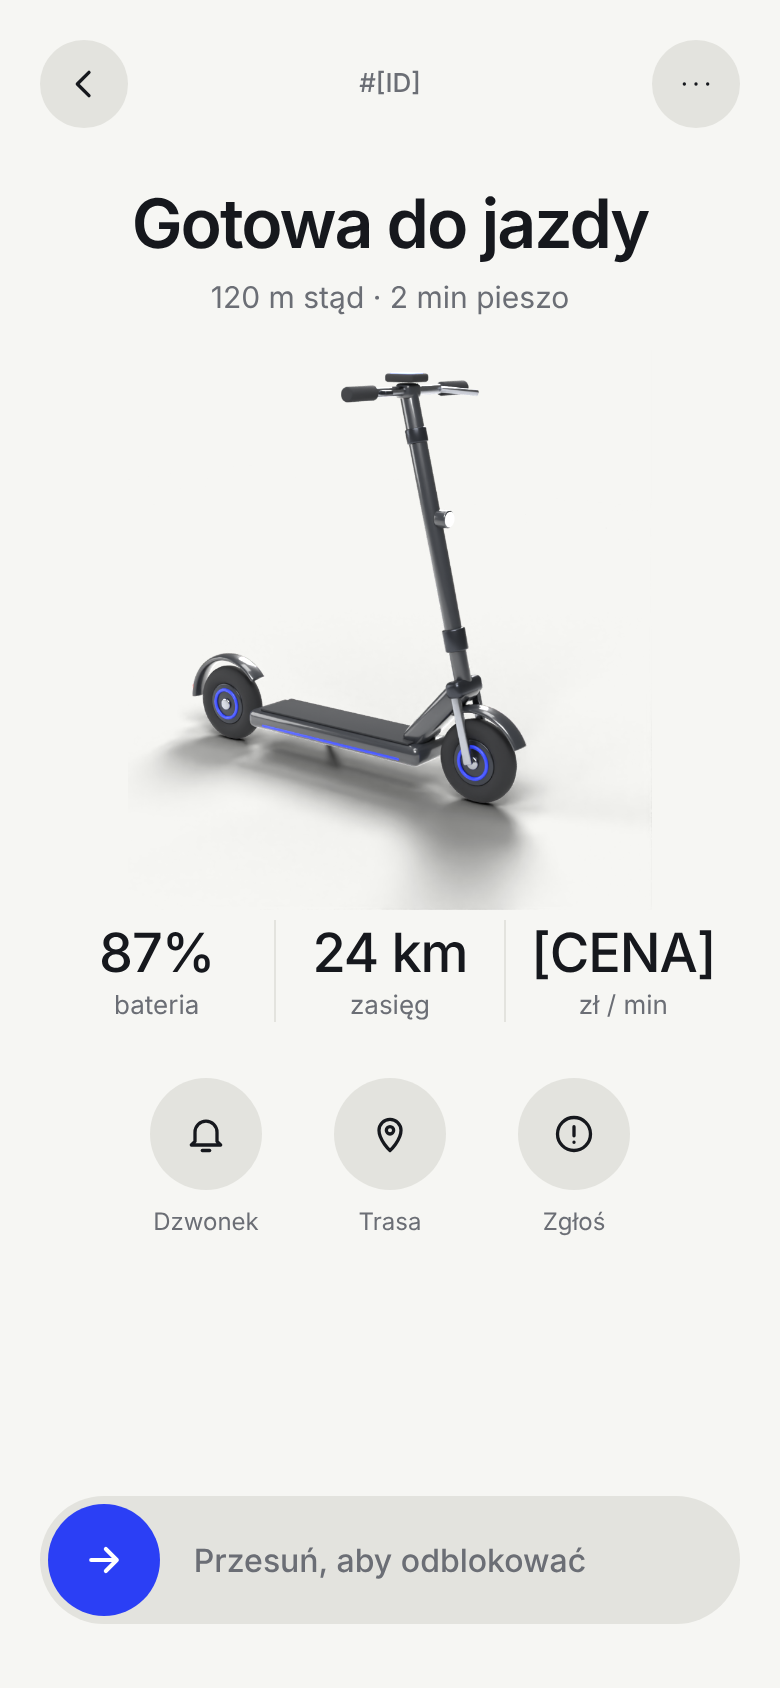 #[ID]
Gotowa do jazdy
120 m stąd · 2 min pieszo
87% 24 km [CENA]
bateria zasięg zł / min
Dzwonek Trasa Zgłoś
Przesuń, aby odblokować